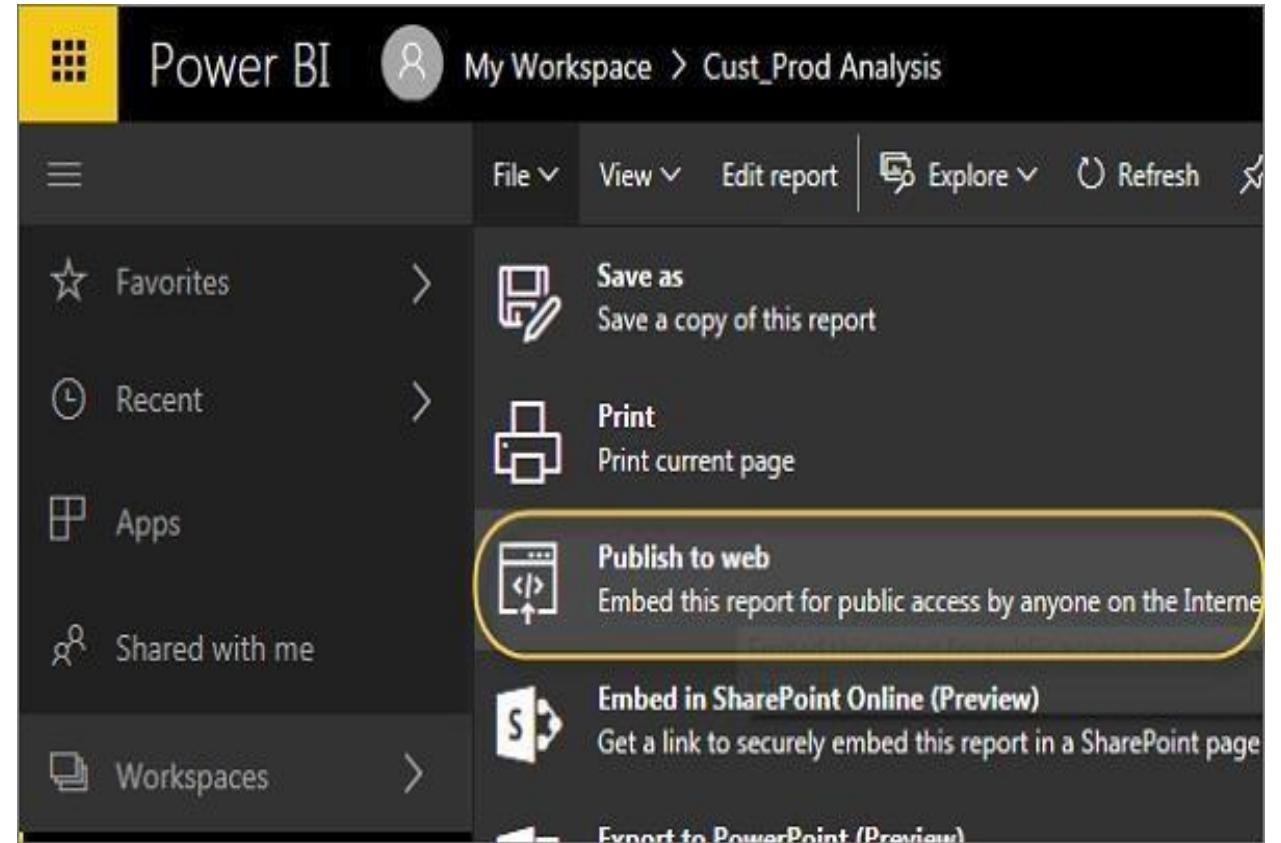 Power BI My Workspace > Cust_Prod Analysis
File View Edit report Explore Refresh
Favorites
Recent
Apps
Shared with me
Workspaces
Save as
Save a copy of this report
Print
Print current page
Publish to web
Embed this report for public access by anyone on the Interne
Embed in SharePoint Online (Preview)
Get a link to securely embed this report in a SharePoint page
Export to PowerPoint (Preview)